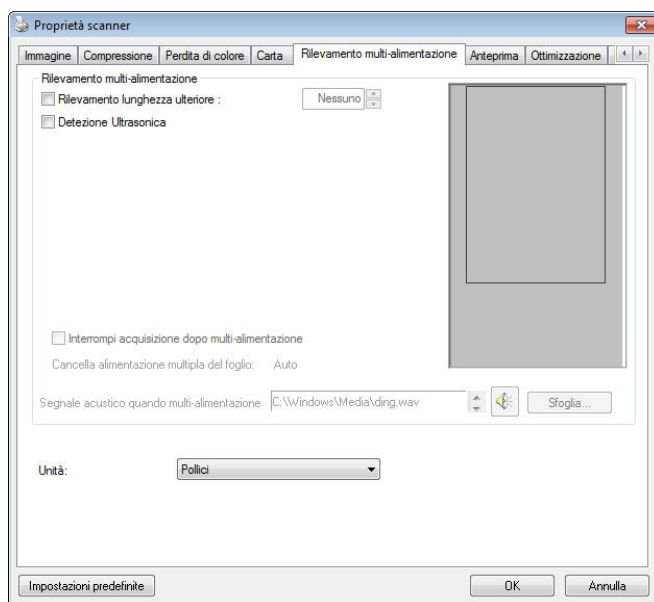 Proprietà scanner
Immagine Compressione Perdita di colore Carta Rilevamento multi-alimentazione Anteprima Ottimizzazione
Rilevamento multi-alimentazione
Rilevamento lunghezza ulteriore : Nessuno
Detezione Ultrasonica
Interrompi acquisizione dopo multi-alimentazione
Cancella alimentazione multipla del foglio: Auto
Segnale acustico quando multi-alimentazione C:\Windows\Media\ding.wav Sfoglia...
Unità: Pollici
Impostazioni predefinite OK Annulla